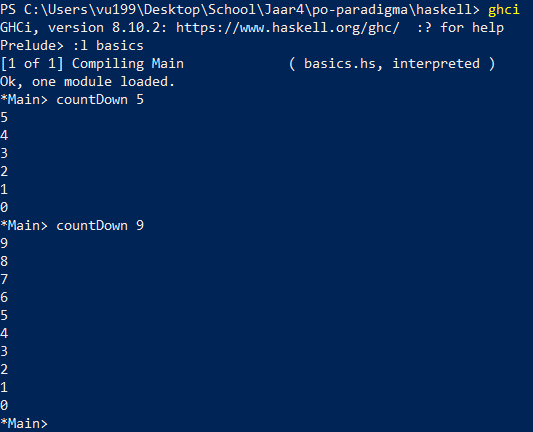 PS C:\Users\vu199\Desktop\School\Jaar4\po-paradigma\haskell> ghci
GHCi, version 8.10.2: https://www.haskell.org/ghc/  :? for help
Prelude> :l basics
[1 of 1] Compiling Main             ( basics.hs, interpreted )
Ok, one module loaded.
*Main> countDown 5
5
4
3
2
1
0
*Main> countDown 9
9
8
7
6
5
4
3
2
1
0
*Main>